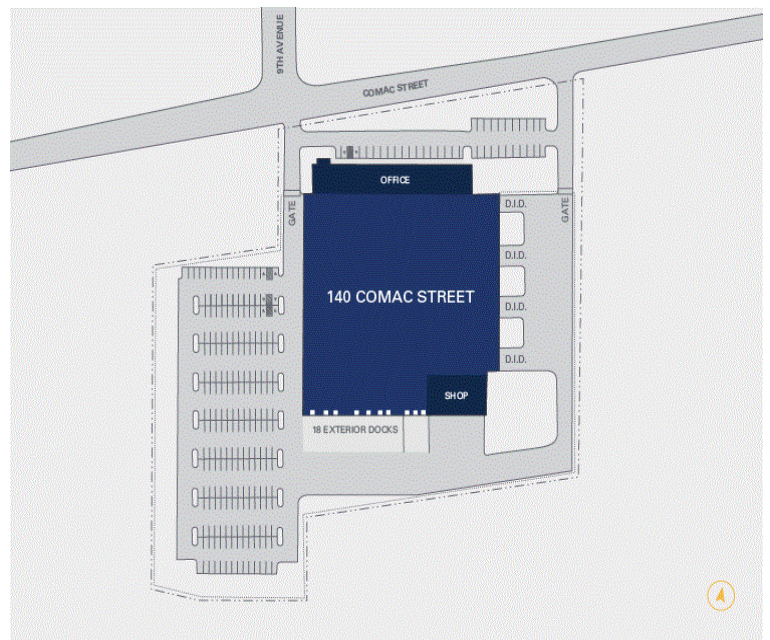 9TH AVENUE
COMAC STREET
OFFICE
GATE
GATE
D.I.D.
D.I.D.
140 COMAC STREET
D.I.D.
D.I.D.
SHOP
18 EXTERIOR DOCKS